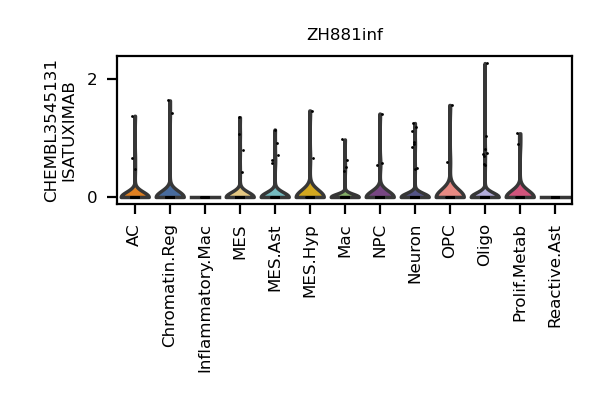 ZH881inf
CHEMBL3545131
ISATUXIMAB
2
0
AC
Chromatin.Reg
Inflammatory.Mac
MES
MES.Ast
MES.Hyp
Mac
NPC
Neuron
OPC
Oligo
Prolif.Metab
Reactive.Ast